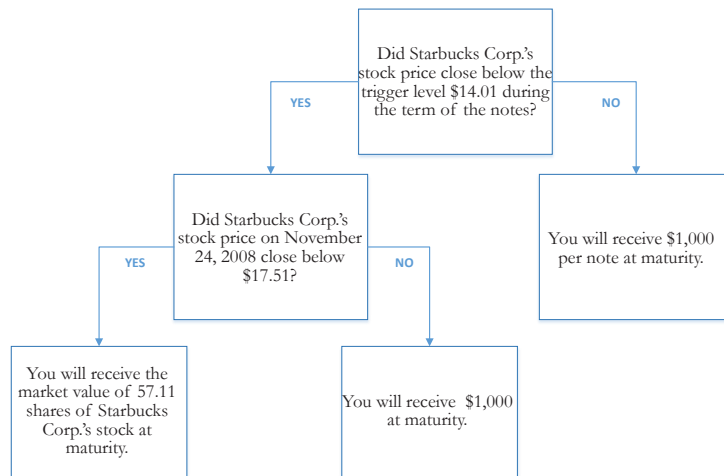 Did Starbucks Corp.'s
stock price close below the
trigger level $14.01 during
the term of the notes?
YES
NO
Did Starbucks Corp.'s
stock price on November
24, 2008 close below
$17.51?
You will receive $1,000
per note at maturity.
YES
NO
You will receive the
market value of 57.11
shares of Starbucks
Corp.'s stock at
maturity.
You will receive $1,000
at maturity.